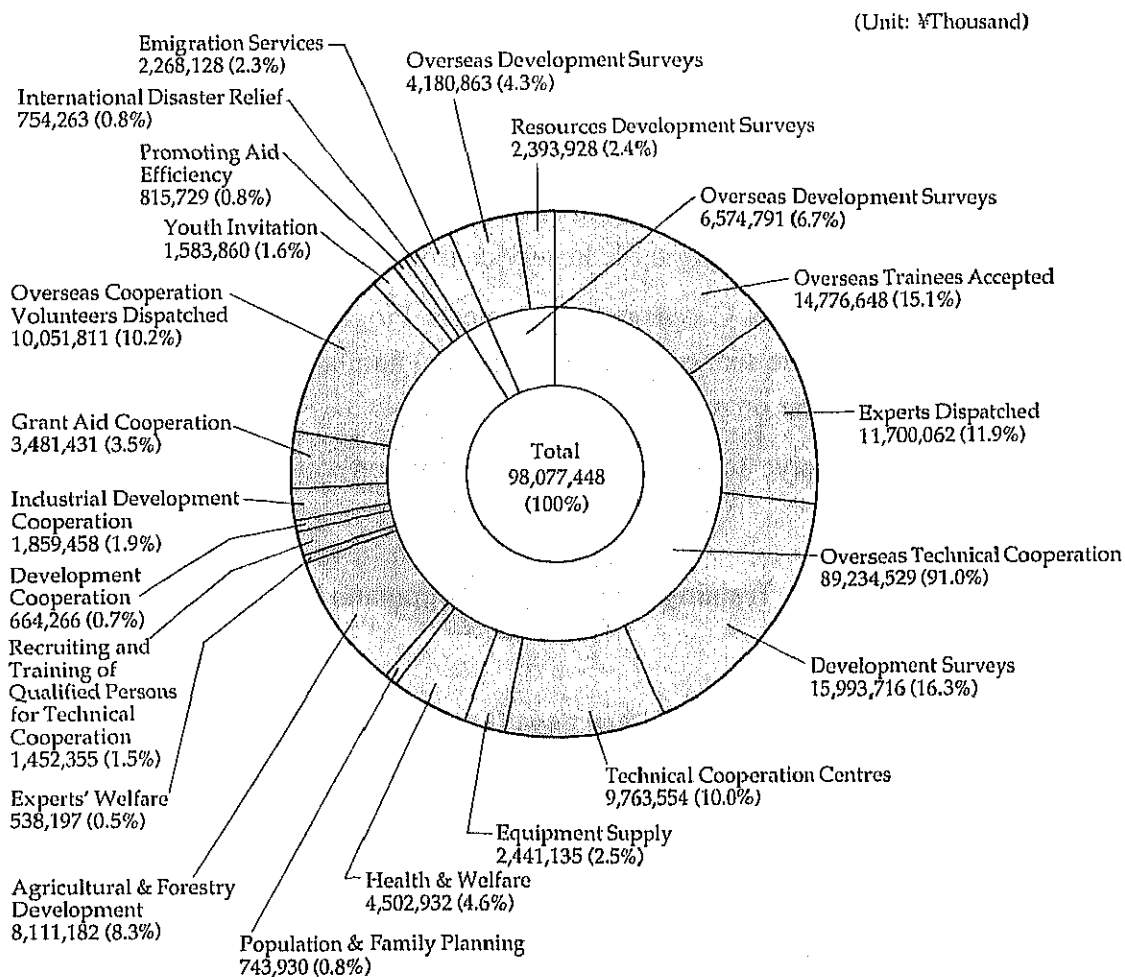 (Unit: ¥Thousand)
Emigration Services
2,268,128 (2.3%)
Overseas Development Surveys
4,180,863 (4.3%)
International Disaster Relief
754,263 (0.8%)
Resources Development Surveys
2,393,928 (2.4%)
Promoting Aid
Efficiency
815,729 (0.8%)
Overseas Development Surveys
6,574,791 (6.7%)
Youth Invitation
1,583,860 (1.6%)
Overseas Trainees Accepted
14,776,648 (15.1%)
Overseas Cooperation
Volunteers Dispatched
10,051,811 (10.2%)
Experts Dispatched
11,700,062 (11.9%)
Grant Aid Cooperation
3,481,431 (3.5%)
Total
98,077,448
(100%)
Industrial Development
Cooperation
1,859,458 (1.9%)
Overseas Technical Cooperation
89,234,529 (91.0%)
Development
Cooperation
664,266 (0.7%)
Recruiting and
Training of
Qualified Persons
for Technical
Cooperation
1,452,355 (1.5%)
Development Surveys
15,993,716 (16.3%)
Experts' Welfare
538,197 (0.5%)
Technical Cooperation Centres
9,763,554 (10.0%)
Equipment Supply
2,441,135 (2.5%)
Health & Welfare
4,502,932 (4.6%)
Agricultural & Forestry
Development
8,111,182 (8.3%)
Population & Family Planning
743,930 (0.8%)